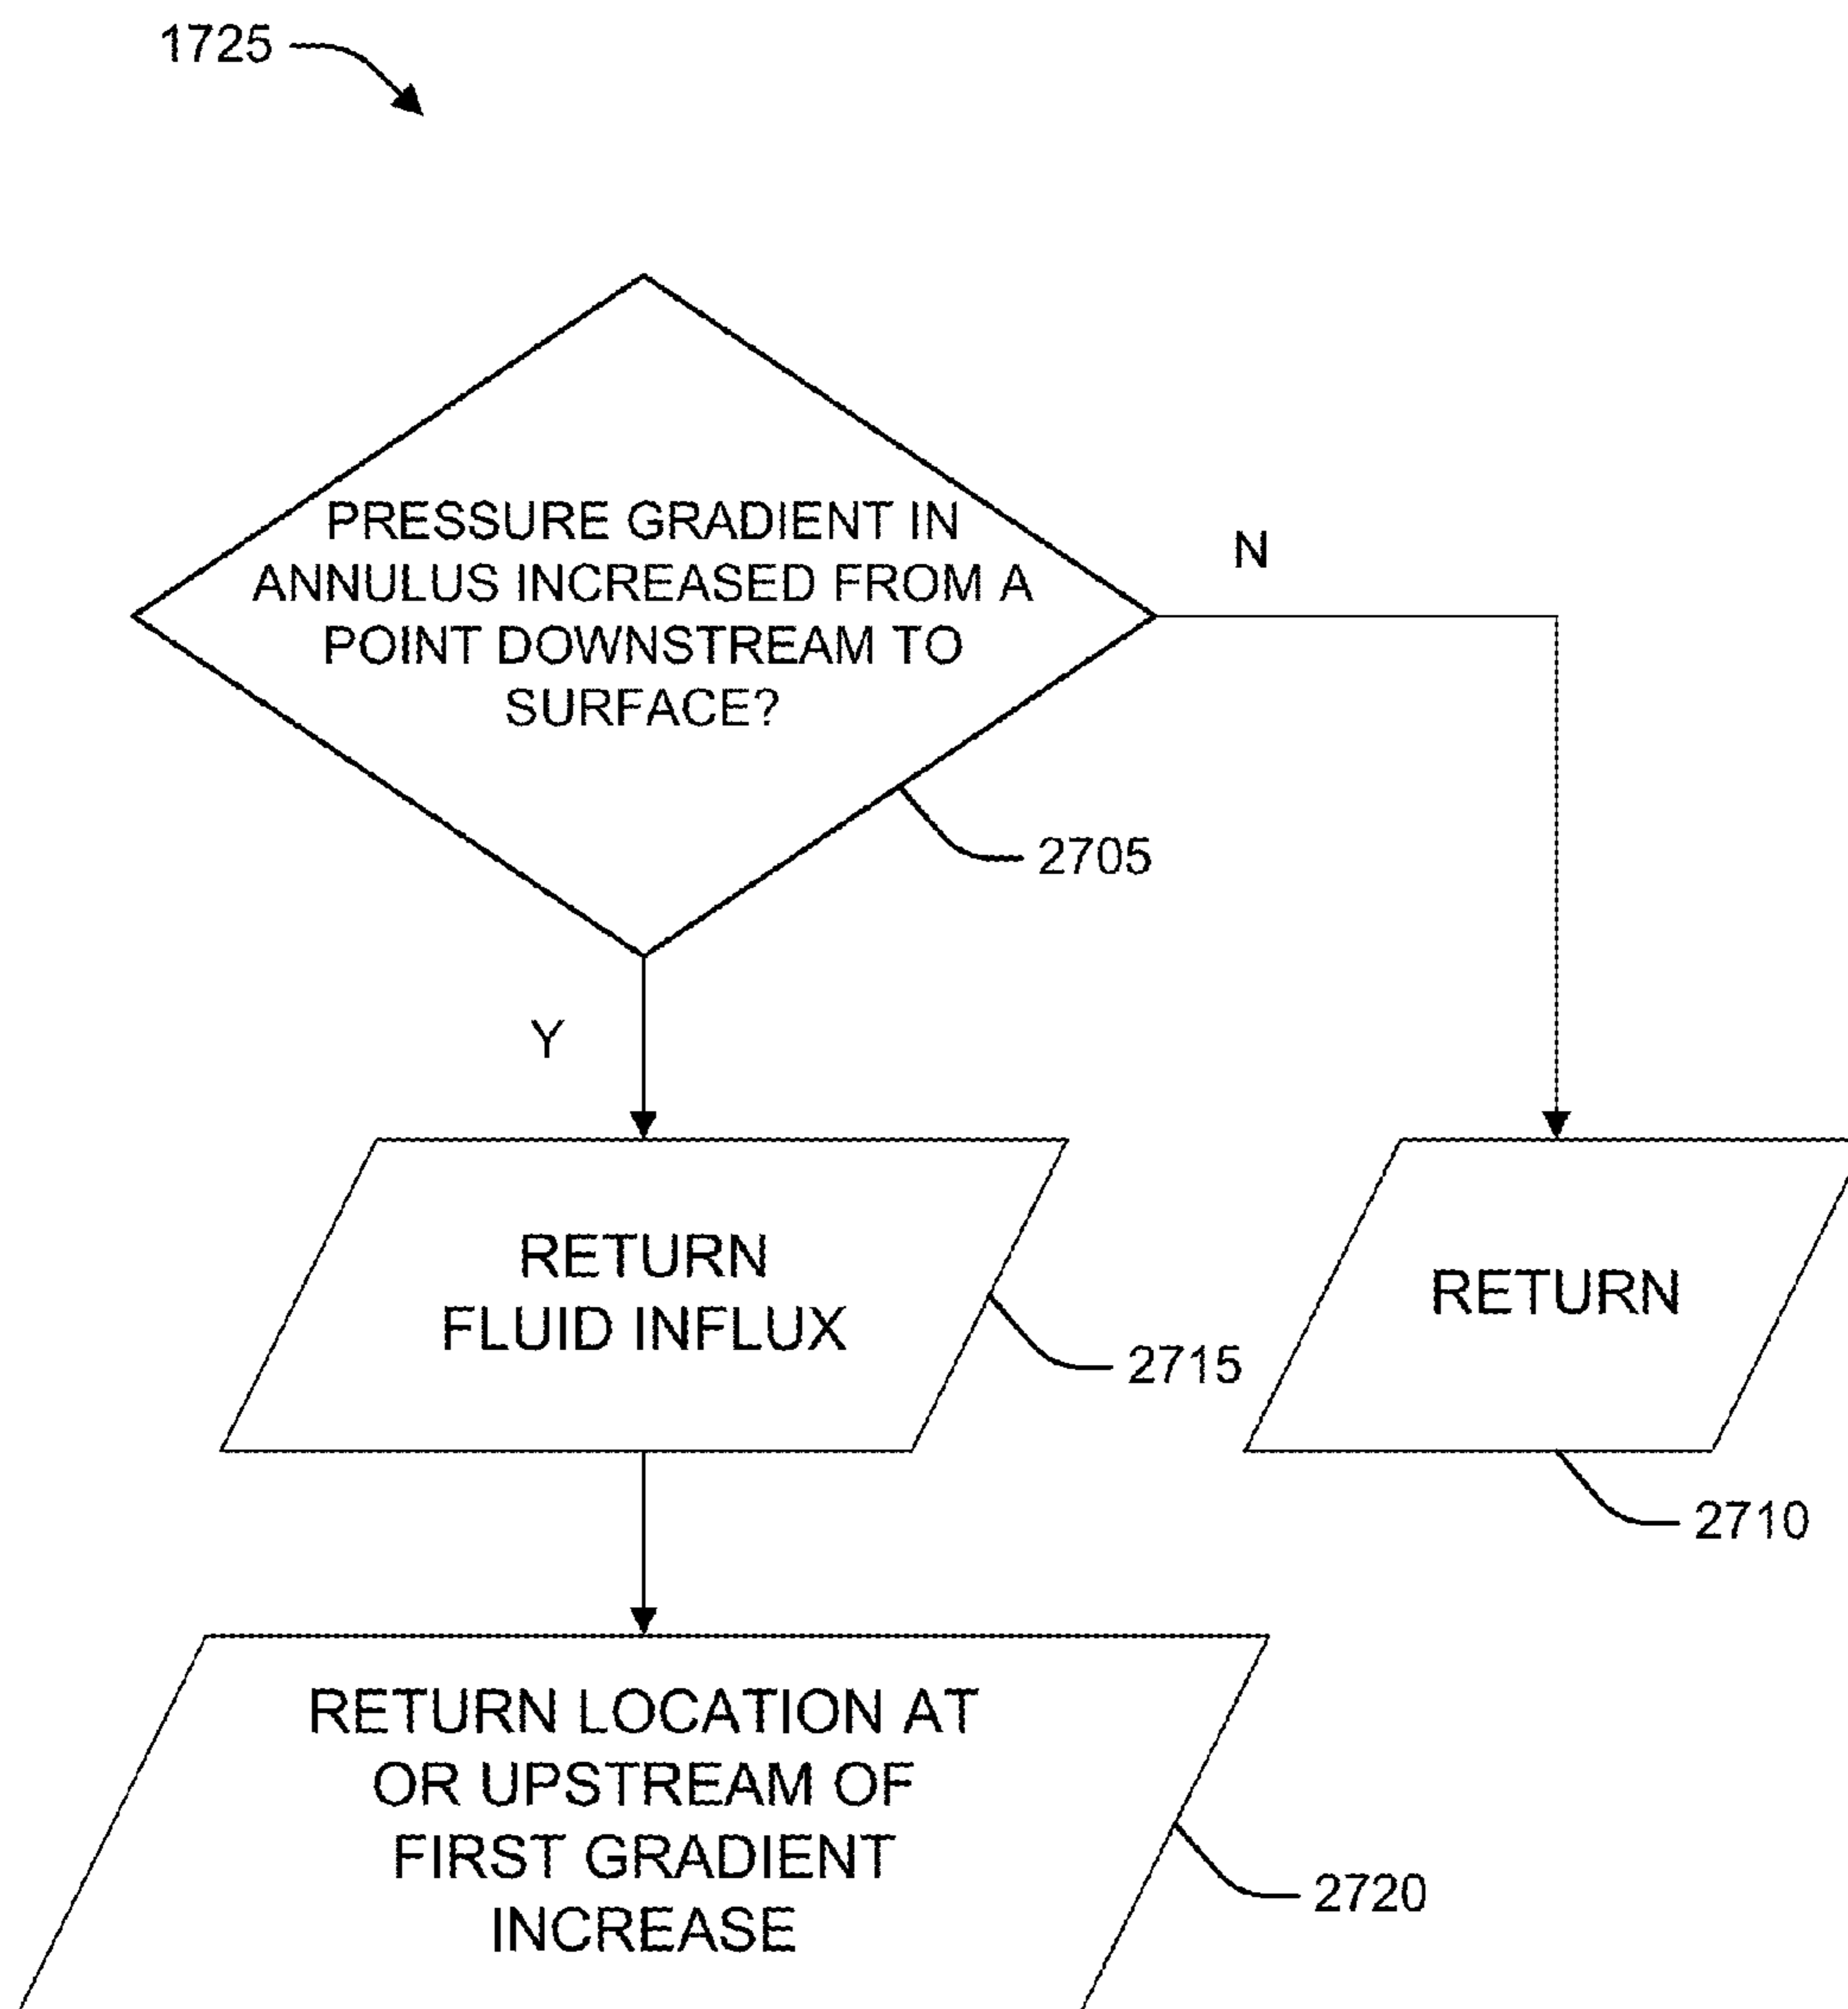 1725
PRESSURE GRADIENT IN
ANNULUS INCREASED FROM A
POINT DOWNSTREAM TO
SURFACE?
N
2705
Y
RETURN
FLUID INFLUX
2715
RETURN
2710
RETURN LOCATION AT
OR UPSTREAM OF
FIRST GRADIENT
INCREASE
2720